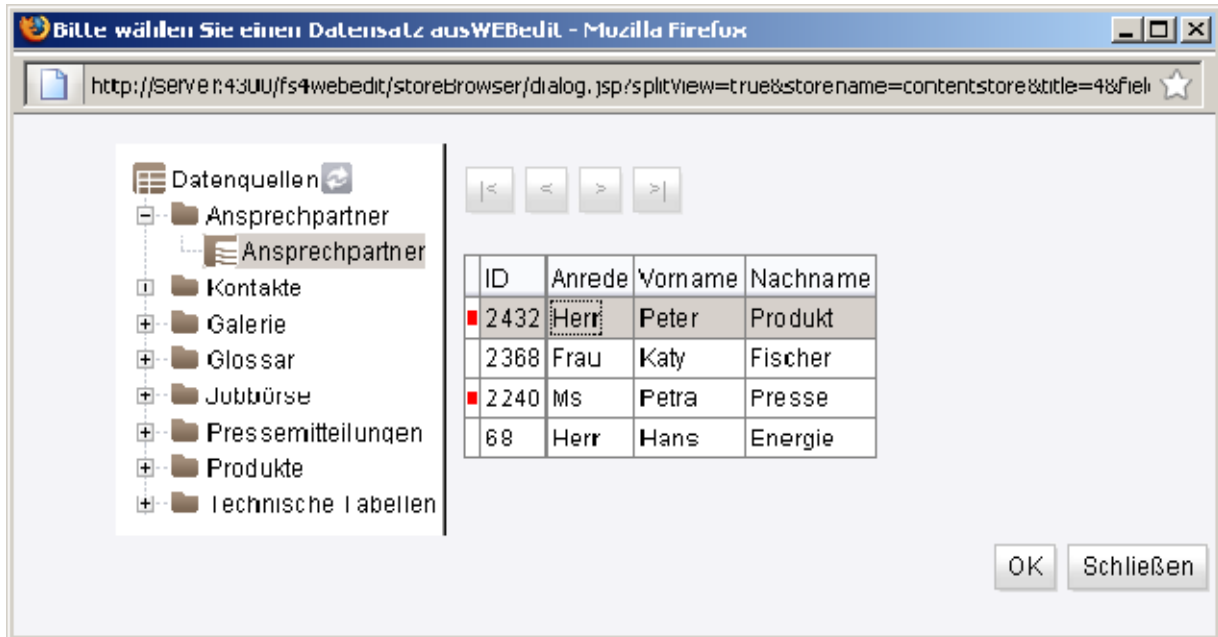 Bitte wählen Sie einen Datensatz ausWEBedit - Mozilla Firefox
http://server:4300/fs4webedit/storeBrowser/dialog.jsp?splitView=true&storename=contentstore&title=4&fiel
Datenquellen
Ansprechpartner
Ansprechpartner
Kontakte
Galerie
Glossar
Jobbörse
Pressemitteilungen
Produkte
Technische Tabellen
|< < > >|
ID Anrede Vorname Nachname
2432 Herr Peter Produkt
2368 Frau Katy Fischer
2240 Ms Petra Presse
68 Herr Hans Energie
OK Schließen